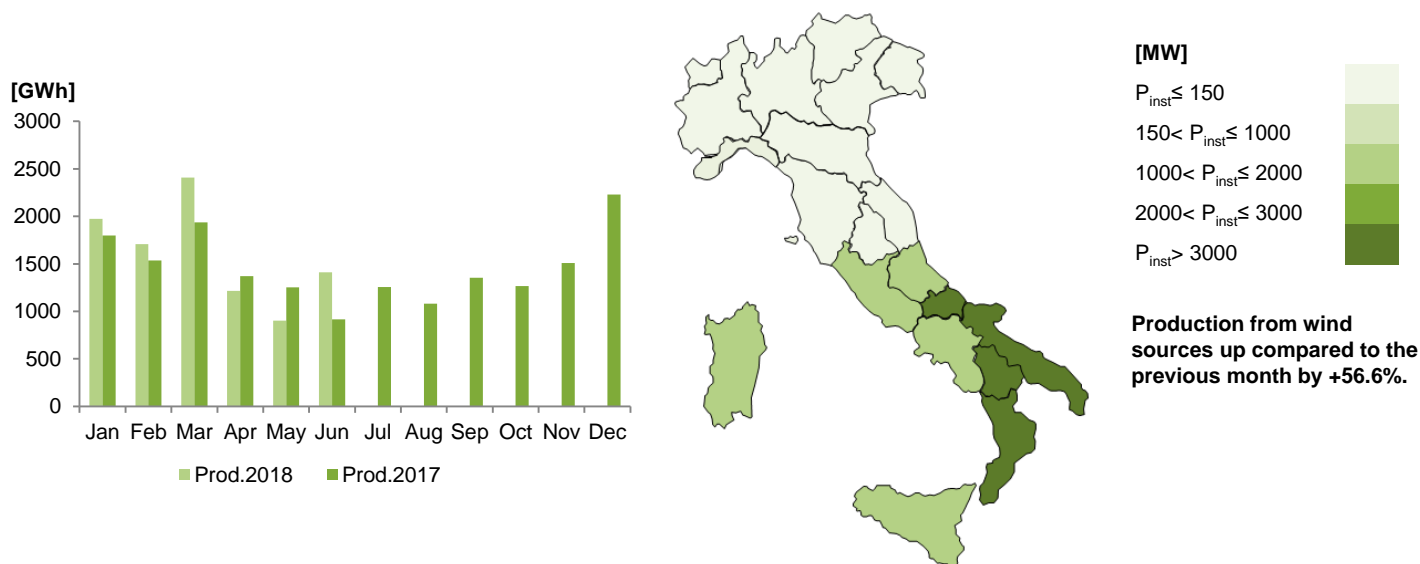 [GWh]
3000
2500
2000
1500
1000
500
0
Jan Feb Mar Apr May Jun Jul Aug Sep Oct Nov Dec
Prod.2018 Prod.2017
[MW]
Pinst≤ 150
150< Pinst≤ 1000
1000< Pinst≤ 2000
2000< Pinst≤ 3000
Pinst> 3000
Production from wind
sources up compared to the
previous month by +56.6%.